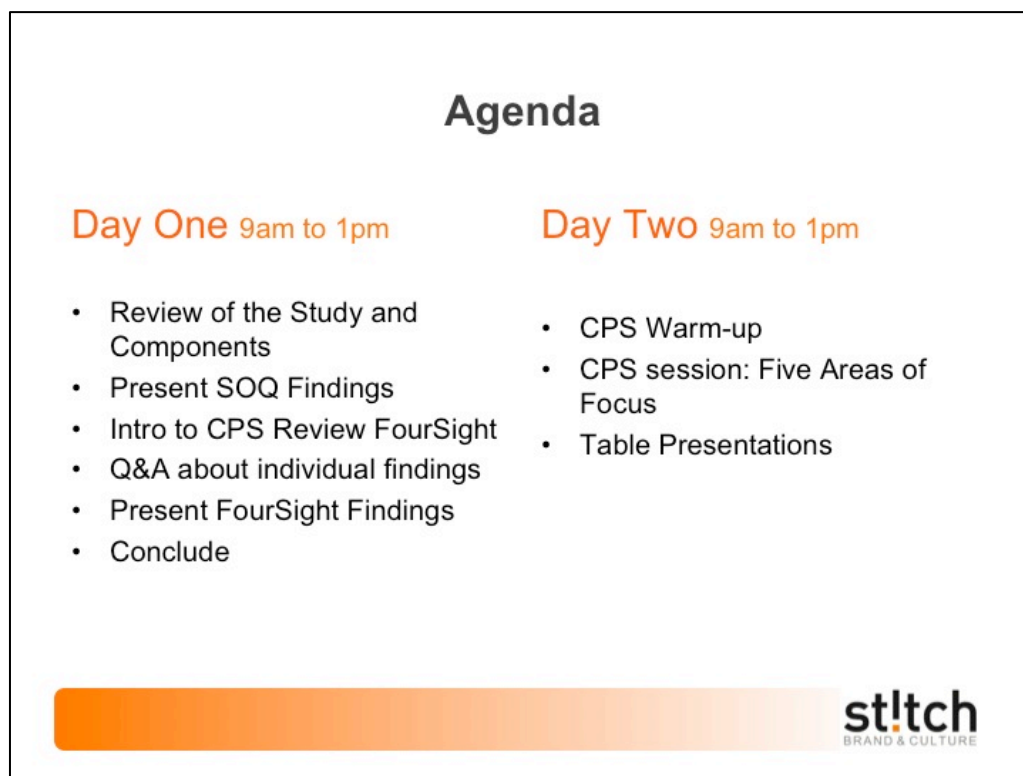 Agenda
Day One 9am to 1pm
• Review of the Study and
Components
• Present SOQ Findings
• Intro to CPS Review FourSight
• Q&A about individual findings
• Present FourSight Findings
• Conclude
Day Two 9am to 1pm
• CPS Warm-up
• CPS session: Five Areas of
Focus
• Table Presentations
st!tch
BRAND & CULTURE